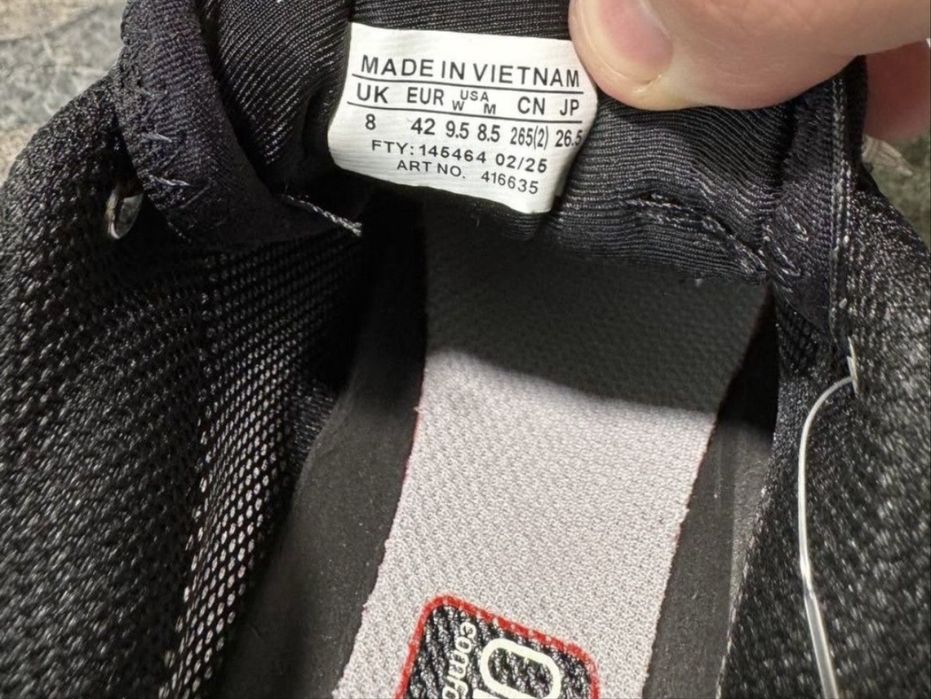 MADE IN VIETNAM
UK EUR USA W M CN JP
8 42 9.5 8.5 265(2) 26.5
FTY: 145464 02/25
ART NO. 416635